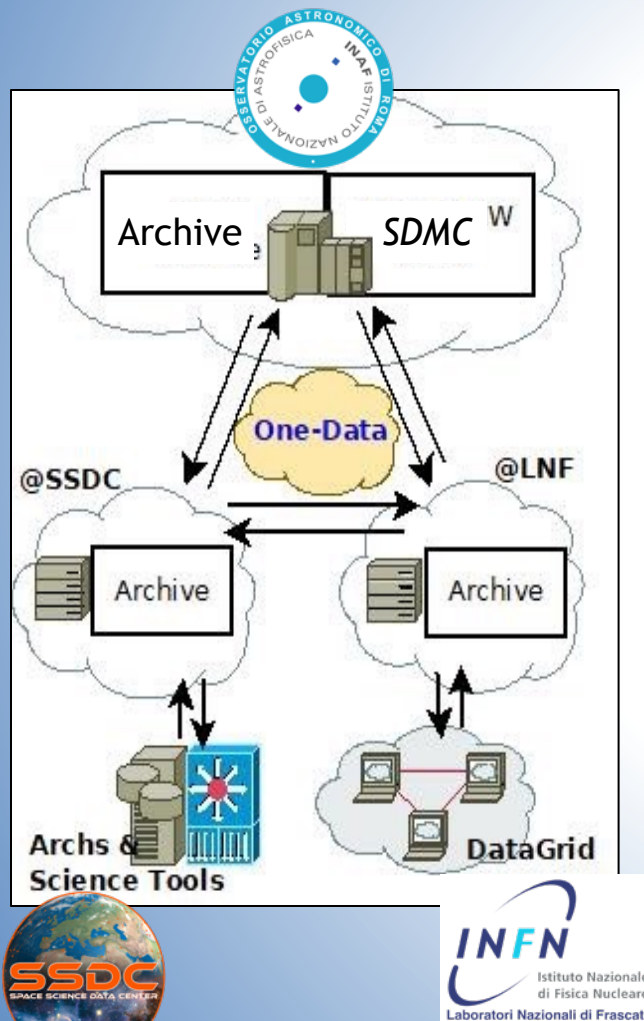 OSSERVATORIO ASTRONOMICO DI ROMA
INAF ISTITUTO NAZIONALE DI ASTROFISICA
Archive
SDMC
W
e
One-Data
@SSDC
@LNF
Archive
Archive
Archs &
Science Tools
DataGrid
SSDC
SPACE SCIENCE DATA CENTER
INFN
Istituto Nazionale
di Fisica Nucleare
Laboratori Nazionali di Frascat